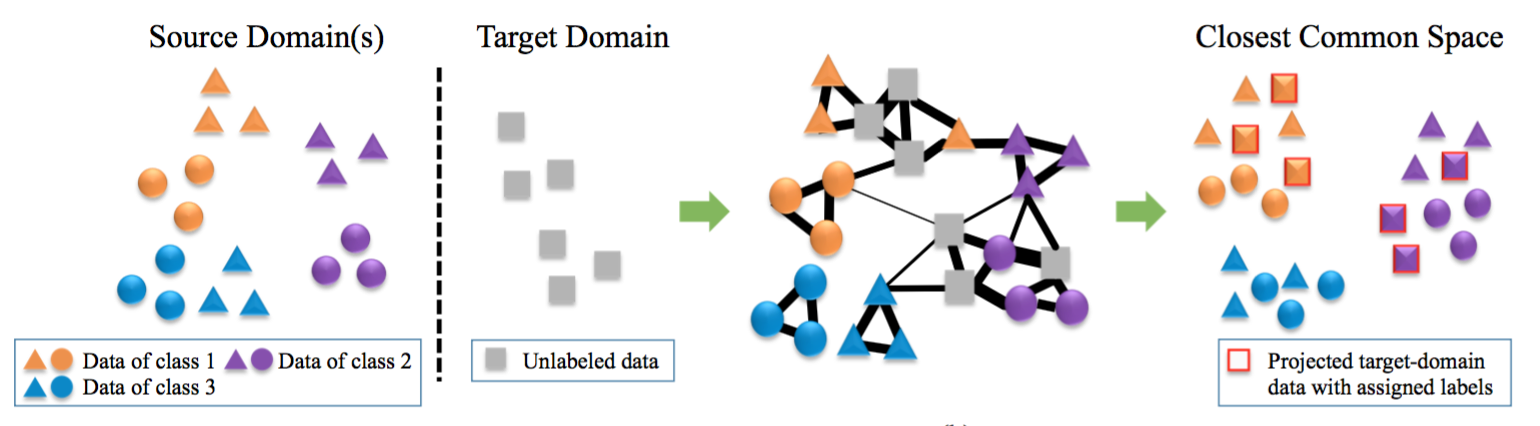 Source Domain(s)
Target Domain
Closest Common Space
Data of class 1
Data of class 2
Data of class 3
Unlabeled data
Projected target-domain
data with assigned labels